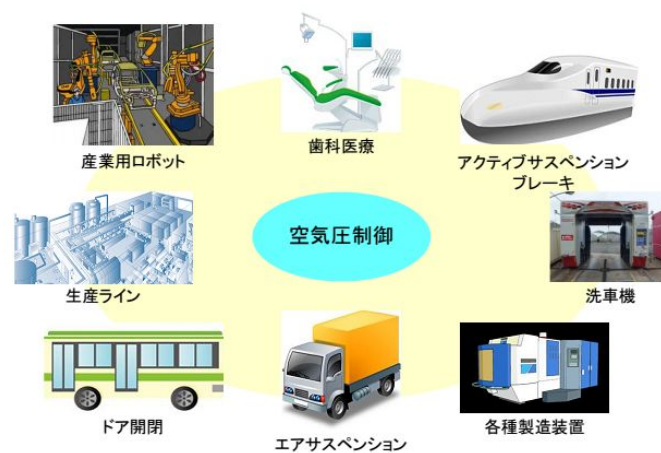 産業用ロボット
歯科医療
アクティブサスペンション
ブレーキ
空気圧制御
生産ライン
洗車機
ドア開閉
エアサスペンション
各種製造装置